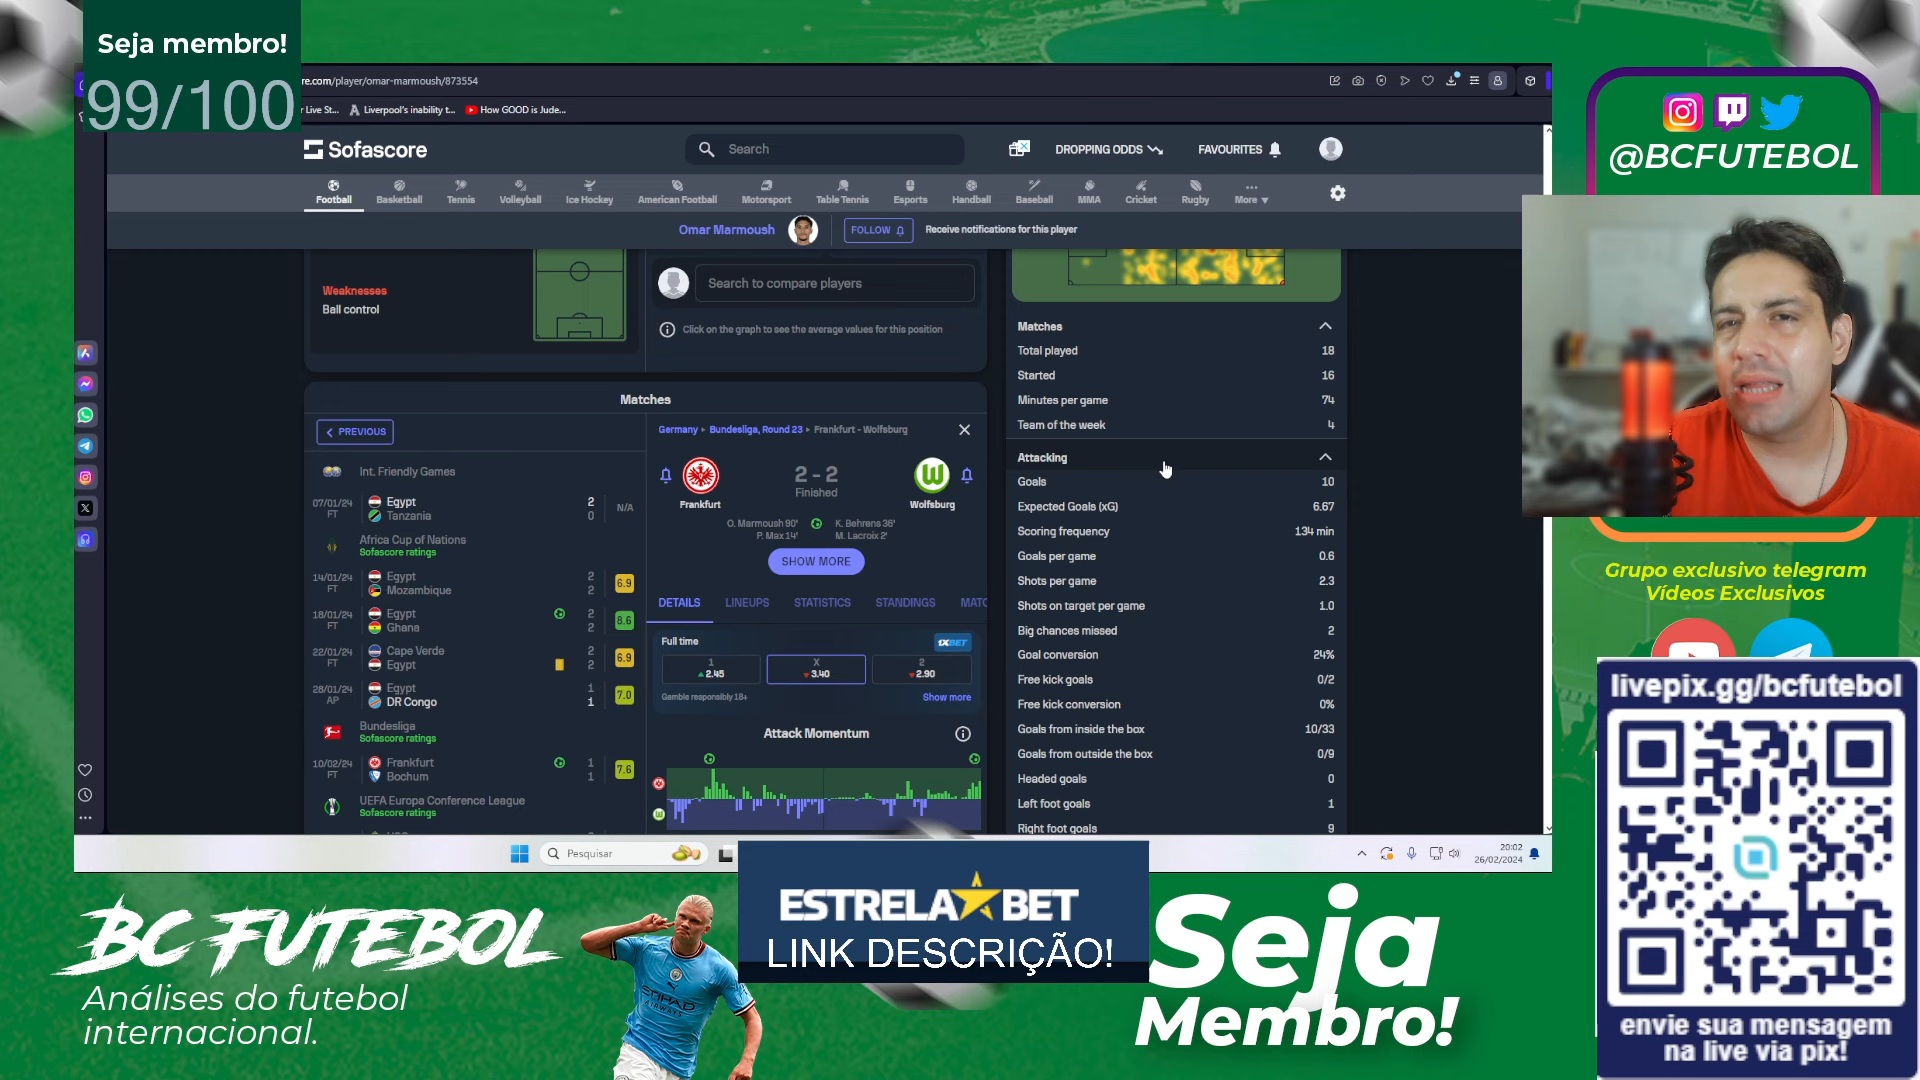 Seja membro!
99/100
re.com/player/omar-marmoush/873554
r Live St...
Liverpool's inability t...
How GOOD is Jude...
Sofascore
Search
DROPPING ODDS
FAVOURITES
Football
Basketball
Tennis
Volleyball
Ice Hockey
American Football
Motorsport
Table Tennis
Esports
Handball
Baseball
MMA
Cricket
Rugby
More
Omar Marmoush
FOLLOW
Receive notifications for this player
Weaknesses
Ball control
Search to compare players
Click on the graph to see the average values for this position
Matches
PREVIOUS
Int. Friendly Games
07/01/24 Egypt 2
FT Tanzania 0
N/A
Africa Cup of Nations
Sofascore ratings
14/01/24 Egypt 2
FT Mozambique 2
6.9
18/01/24 Egypt 2
FT Ghana 2
8.6
22/01/24 Cape Verde 2
FT Egypt 2
6.9
28/01/24 Egypt 1
AP DR Congo 1
7.0
Bundesliga
Sofascore ratings
10/02/24 Frankfurt 1
FT Bochum 1
7.6
UEFA Europa Conference League
Sofascore ratings
Germany
Bundesliga, Round 23
Frankfurt - Wolfsburg
2 - 2
Finished
Frankfurt
Wolfsburg
O. Marmoush 90'
K. Behrens 36'
P. Max 14'
M. Lacroix 2'
SHOW MORE
DETAILS
LINEUPS
STATISTICS
STANDINGS
MATC
Full time
1XBET
1
2.45
X
3.40
2
2.90
Gamble responsibly 18+
Show more
Attack Momentum
Matches
Total played 18
Started 16
Minutes per game 74
Team of the week 4
Attacking
Goals 10
Expected Goals (xG) 6.67
Scoring frequency 134 min
Goals per game 0.6
Shots per game 2.3
Shots on target per game 1.0
Big chances missed 2
Goal conversion 24%
Free kick goals 0/2
Free kick conversion 0%
Goals from inside the box 10/33
Goals from outside the box 0/9
Headed goals 0
Left foot goals 1
Right foot goals 9
Pesquisar
20:02
26/02/2024
@BCFUTEBOL
Grupo exclusivo telegram
Vídeos Exclusivos
livepix.gg/bcfutebol
envie sua mensagem
na live via pix!
BC FUTEBOL
Análises do futebol
internacional.
ETIHAD
AIRWAYS
ESTRELA BET
LINK DESCRIÇÃO!
Seja
Membro!